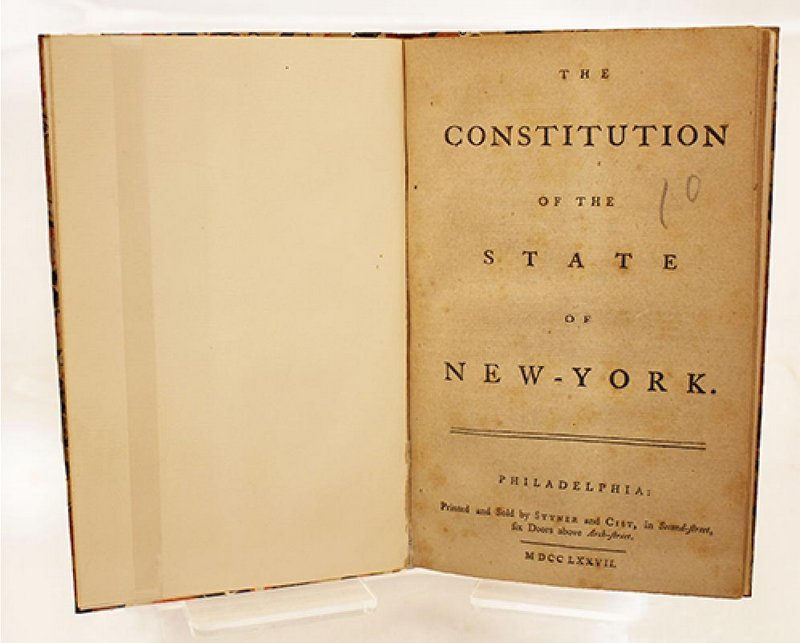 THE
CONSTITUTION
OF THE
STATE
OF
NEW-YORK.
10
PHILADELPHIA:
Printed and Sold by STYNER and CIST, in Second-street,
six Doors above Arch-street.
MDCCLXXVII.